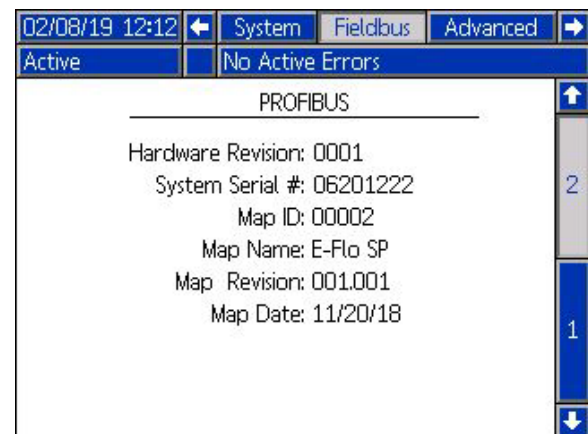 02/08/19 12:12 System Fieldbus Advanced
Active No Active Errors
PROFIBUS
Hardware Revision: 0001
System Serial #: 06201222
2
Map ID: 00002
Map Name: E-Flo SP
Map Revision: 001.001
Map Date: 11/20/18
1